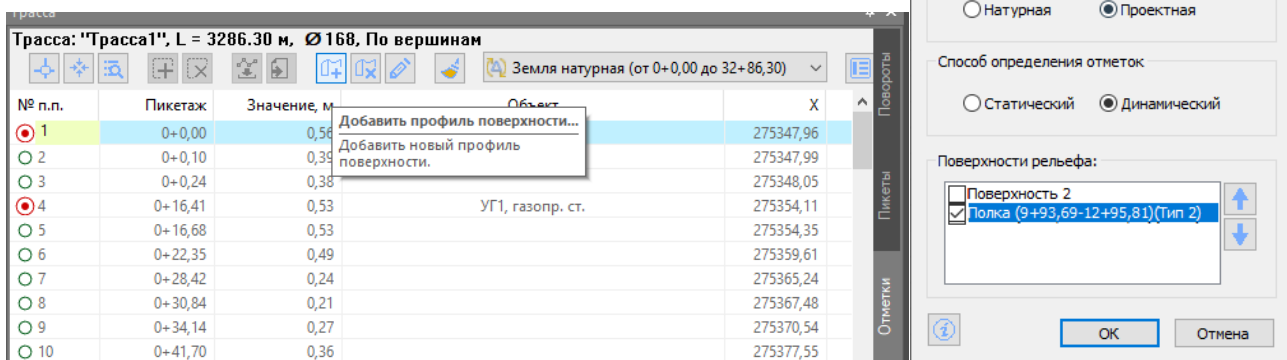 Трасса
Трасса: "Трасса1", L = 3286.30 м, Ø168, По вершинам
Земля натурная (от 0+0,00 до 32+86,30)
№ п.п. Пикетаж Значение, м Объект X
1 0+0,00 0,56 275347,96
2 0+0,10 0,39 275347,99
3 0+0,24 0,38 275348,05
4 0+16,41 0,53 УГ1, газопр. ст. 275354,11
5 0+16,68 0,53 275354,35
6 0+22,35 0,49 275359,61
7 0+28,42 0,24 275365,24
8 0+30,84 0,21 275367,48
9 0+34,14 0,27 275370,54
10 0+41,70 0,36 275377,55
Добавить профиль поверхности...
Добавить новый профиль
поверхности.
Повороты
Пикеты
Отметки
Натурная Проектная
Способ определения отметок
Статический Динамический
Поверхности рельефа:
Поверхность 2
Полка (9+93,69-12+95,81)(Тип 2)
OK Отмена